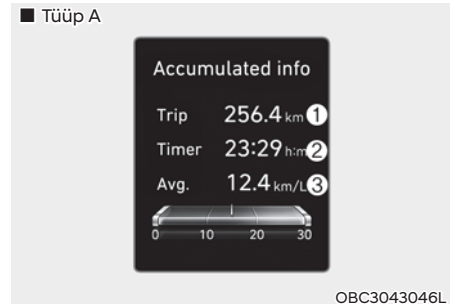 ■ Tüüp A
Accumulated info
Trip 256.4 km ①
Timer 23:29 h:m ②
Avg. 12.4 km/L ③
0 10 20 30
OBC3043046L